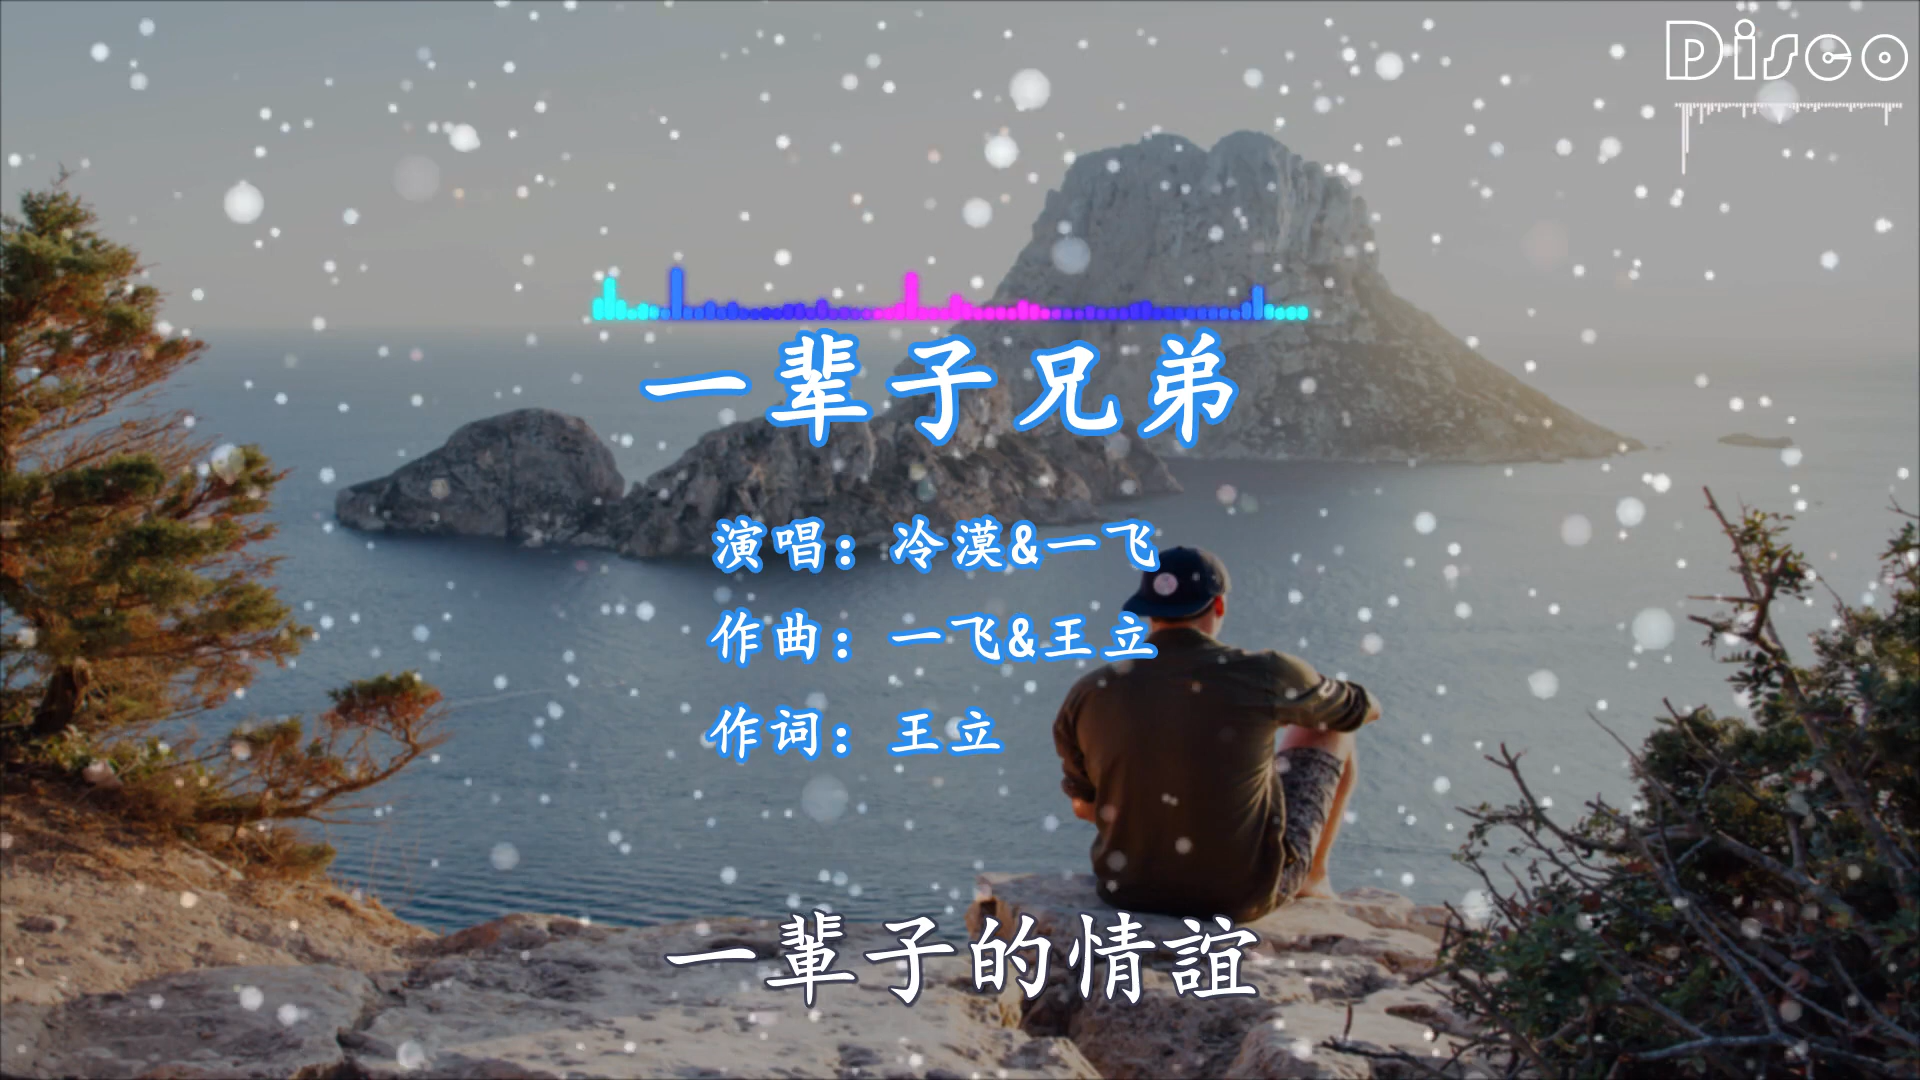 Disco
一辈子兄弟
演唱：冷漠&一飞
作曲：一飞&王立
作词：王立
一輩子的情誼